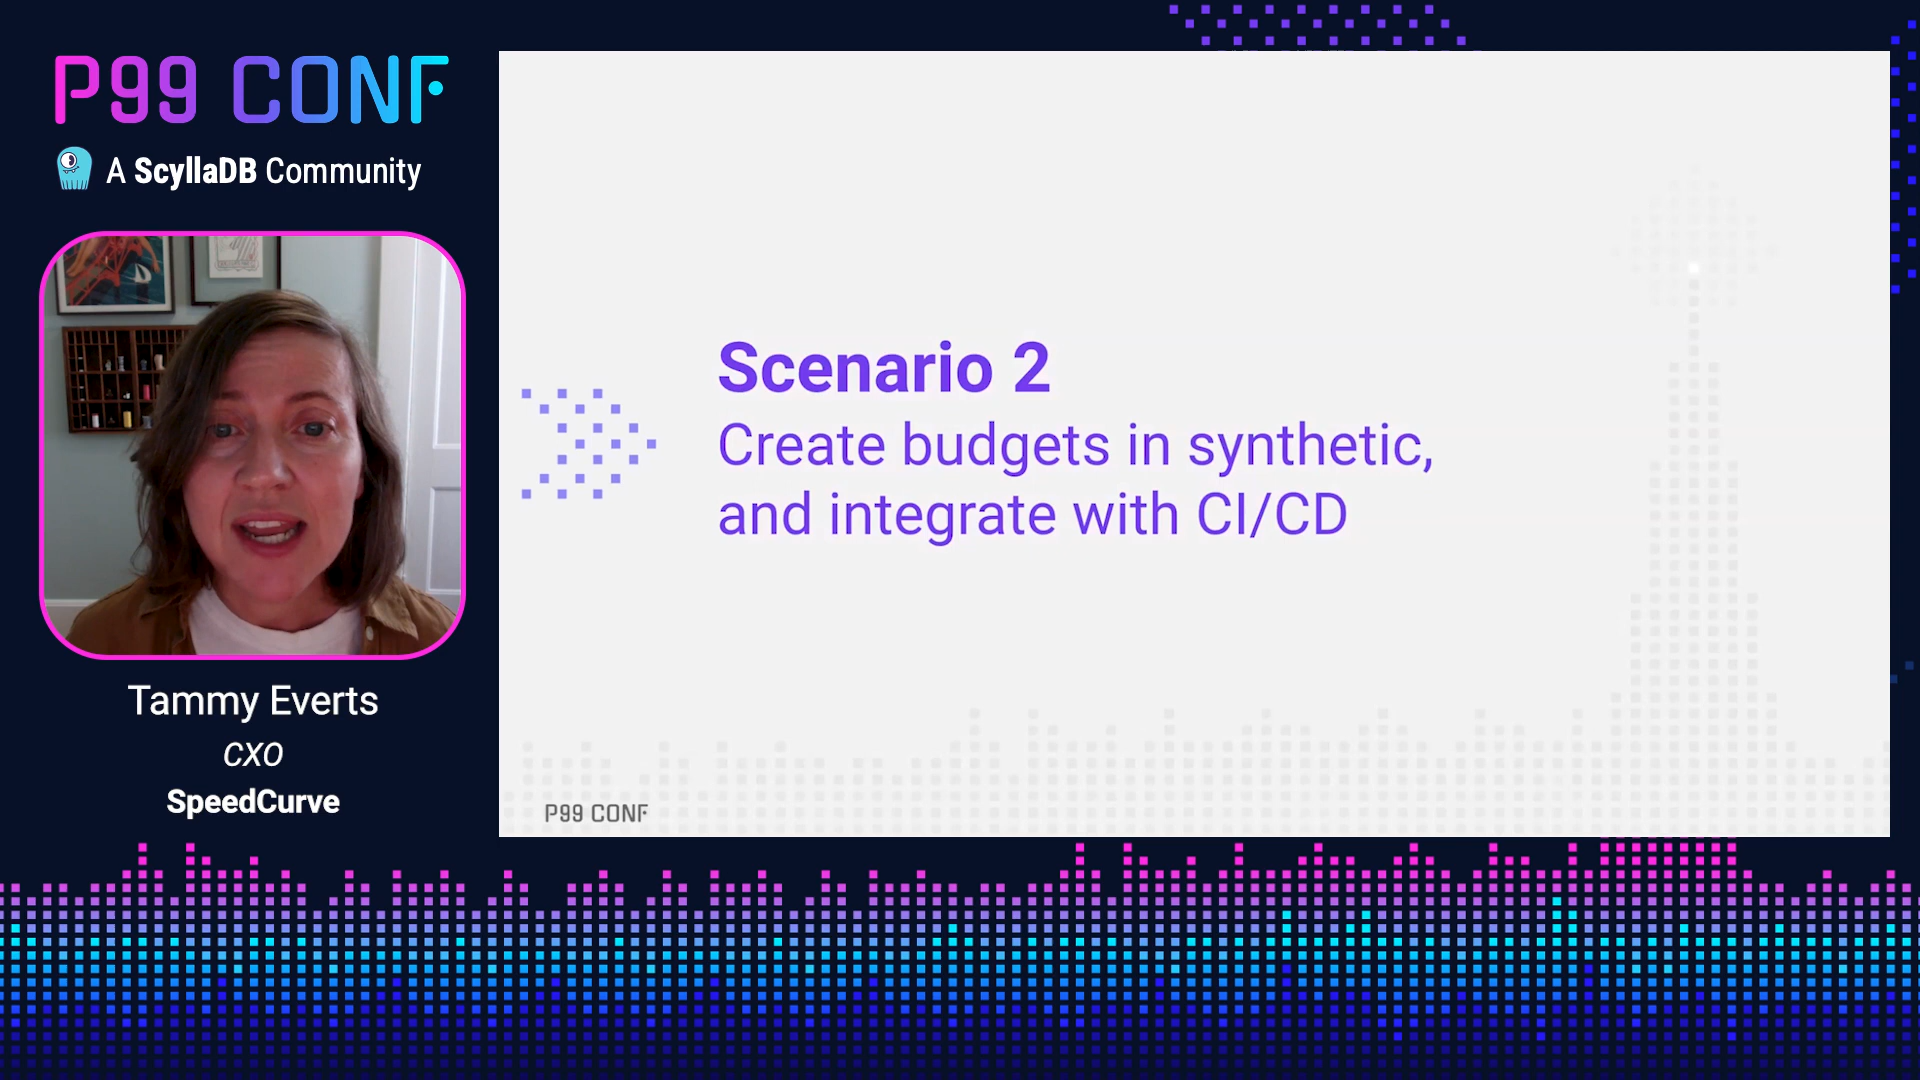 P99 CONF
A ScyllaDB Community
Tammy Everts
CXO
SpeedCurve
Scenario 2
Create budgets in synthetic,
and integrate with CI/CD
P99 CONF